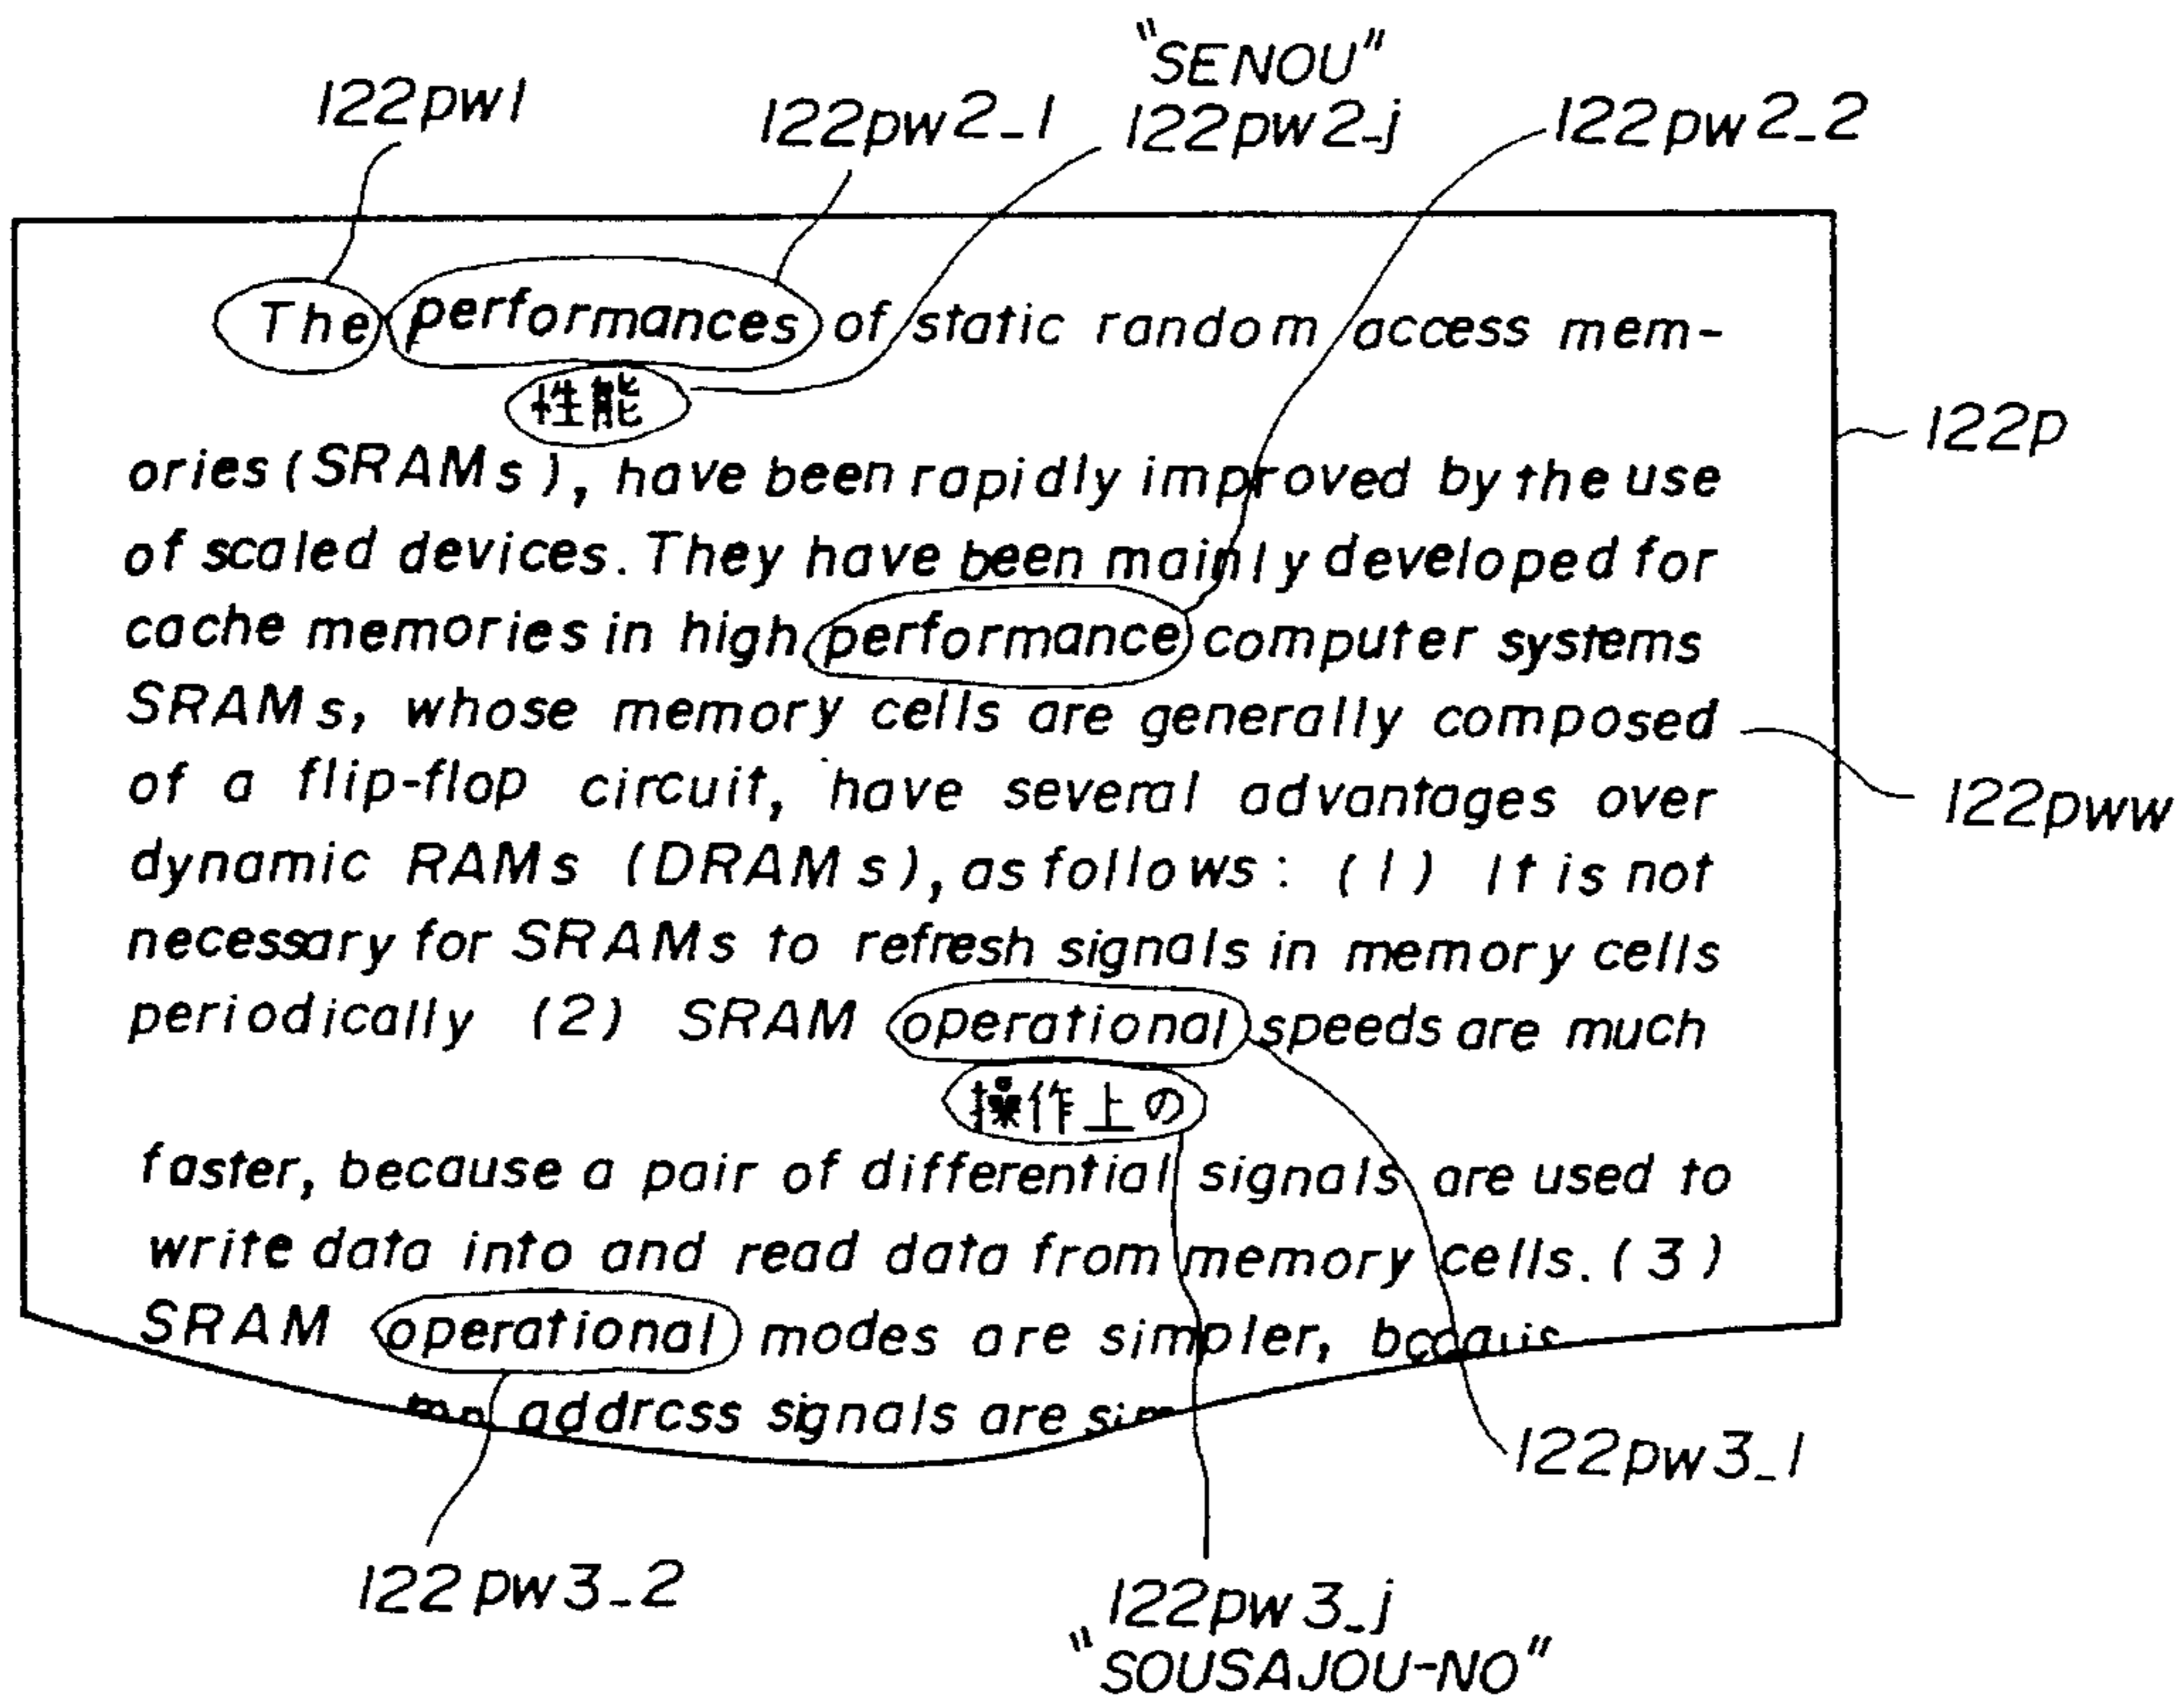 "SENOU"
122pw1 122pw2_1 122pw2_j 122pw2_2
The performances of static random access mem-
性能
122p
ories (SRAMs), have been rapidly improved by the use
of scaled devices. They have been mainly developed for
cache memories in high performance computer systems
SRAMs, whose memory cells are generally composed
122pww
of a flip-flop circuit, have several advantages over
dynamic RAMs (DRAMs), as follows: (1) It is not
necessary for SRAMs to refresh signals in memory cells
periodically (2) SRAM operational speeds are much
操作上の
faster, because a pair of differential signals are used to
write data into and read data from memory cells. (3)
SRAM operational modes are simpler,
address signals are
122pw3_1
122pw3_2 122pw3_j
"SOUSAJOU-NO"